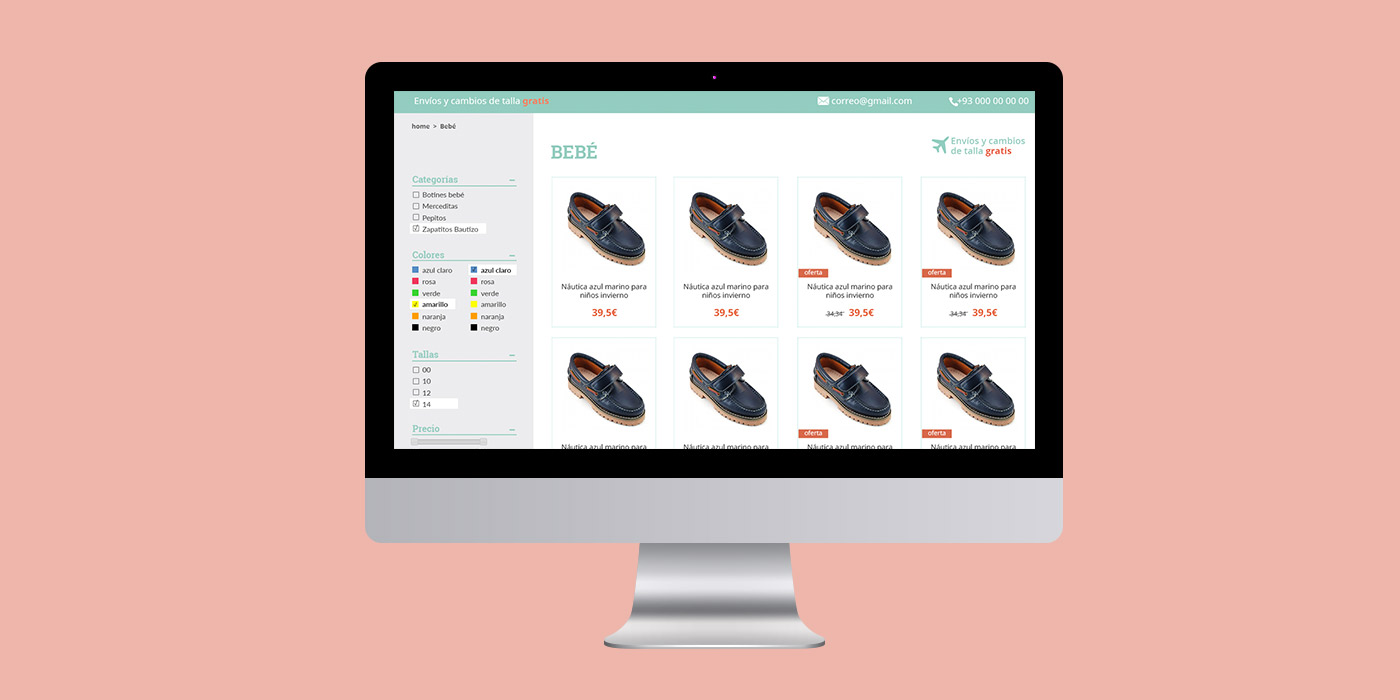 Envíos y cambios de talla gratis
correo@gmail.com
+93 000 00 00 00
home > Bebé
BEBÉ
Envíos y cambios
de talla gratis
Categorias
Botines bebé
Merceditas
Pepitos
Zapatitos Bautizo
Colores
azul claro
azul claro
rosa
rosa
verde
verde
amarillo
amarillo
naranja
naranja
negro
negro
Tallas
00
10
12
14
Precio
Náutica azul marino para
niños invierno
39,5€
Náutica azul marino para
niños invierno
39,5€
oferta
Náutica azul marino para
niños invierno
34,34 39,5€
oferta
Náutica azul marino para
niños invierno
34,34 39,5€
Náutica azul marino para
Náutica azul marino para
oferta
Náutica azul marino para
oferta
Náutica azul marino para